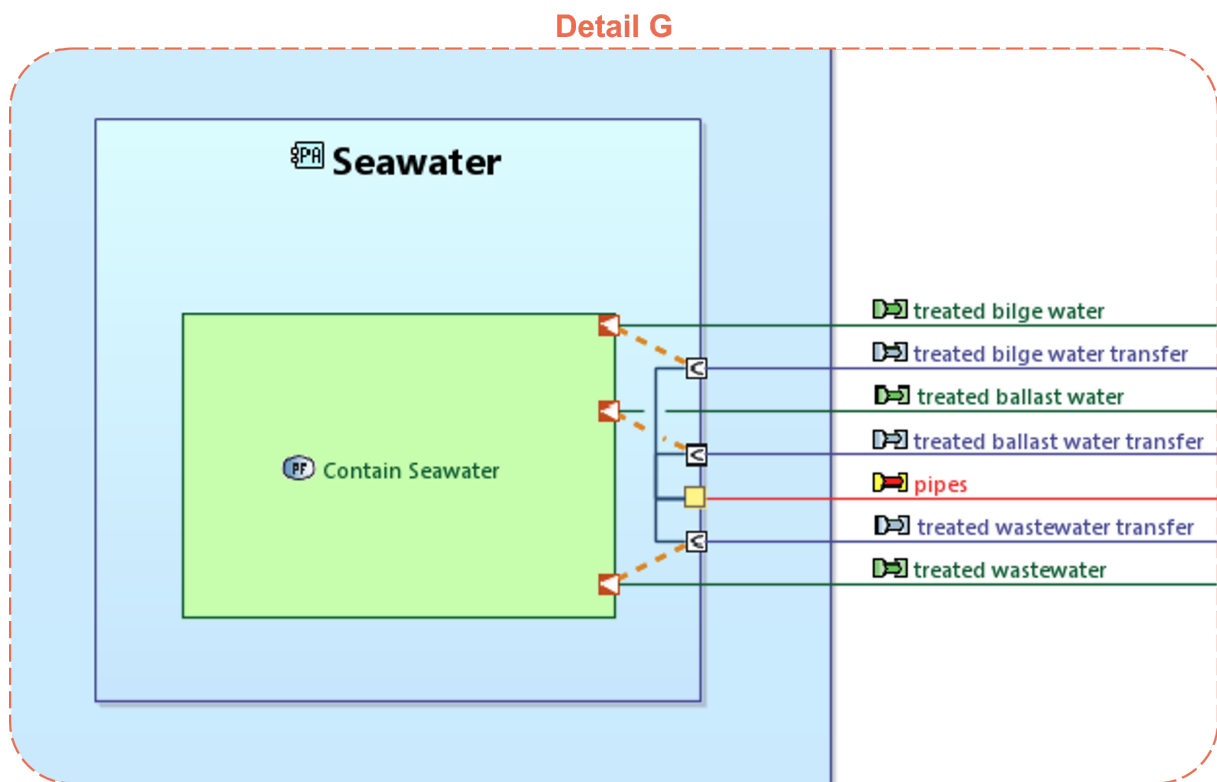 Detail G
PA Seawater
treated bilge water
treated bilge water transfer
treated ballast water
treated ballast water transfer
PF Contain Seawater
pipes
treated wastewater transfer
treated wastewater